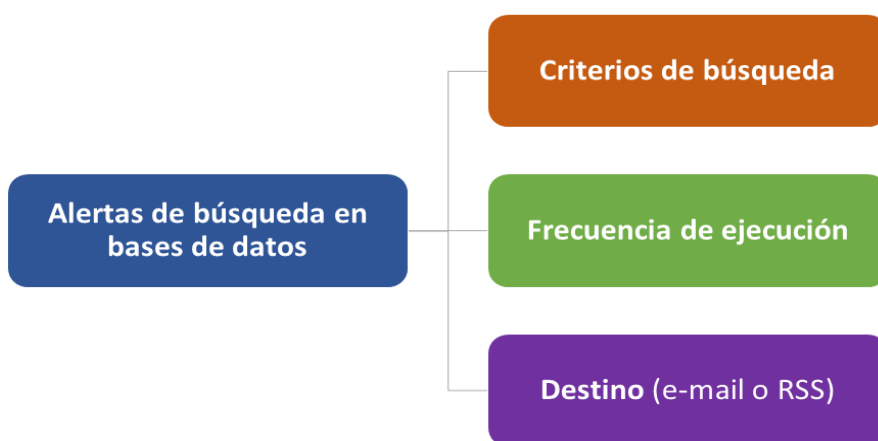 Criterios de búsqueda
Alertas de búsqueda en
bases de datos
Frecuencia de ejecución
Destino (e-mail o RSS)